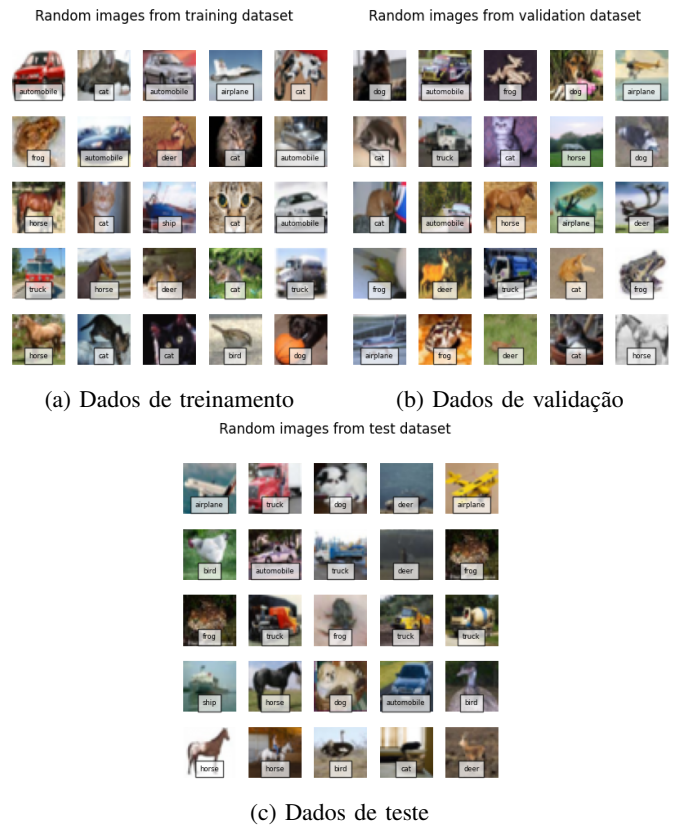 Random images from training dataset
automobile cat automobile airplane cat
frog automobile deer cat automobile
horse cat ship cat automobile
truck horse deer cat truck
horse cat cat bird dog
(a) Dados de treinamento
Random images from validation dataset
dog automobile frog dog airplane
cat truck cat horse dog
cat automobile horse airplane deer
frog deer truck cat frog
airplane frog deer cat horse
(b) Dados de validação
Random images from test dataset
airplane truck dog deer airplane
bird automobile truck deer frog
frog truck frog truck truck
ship horse dog automobile bird
horse horse bird cat deer
(c) Dados de teste